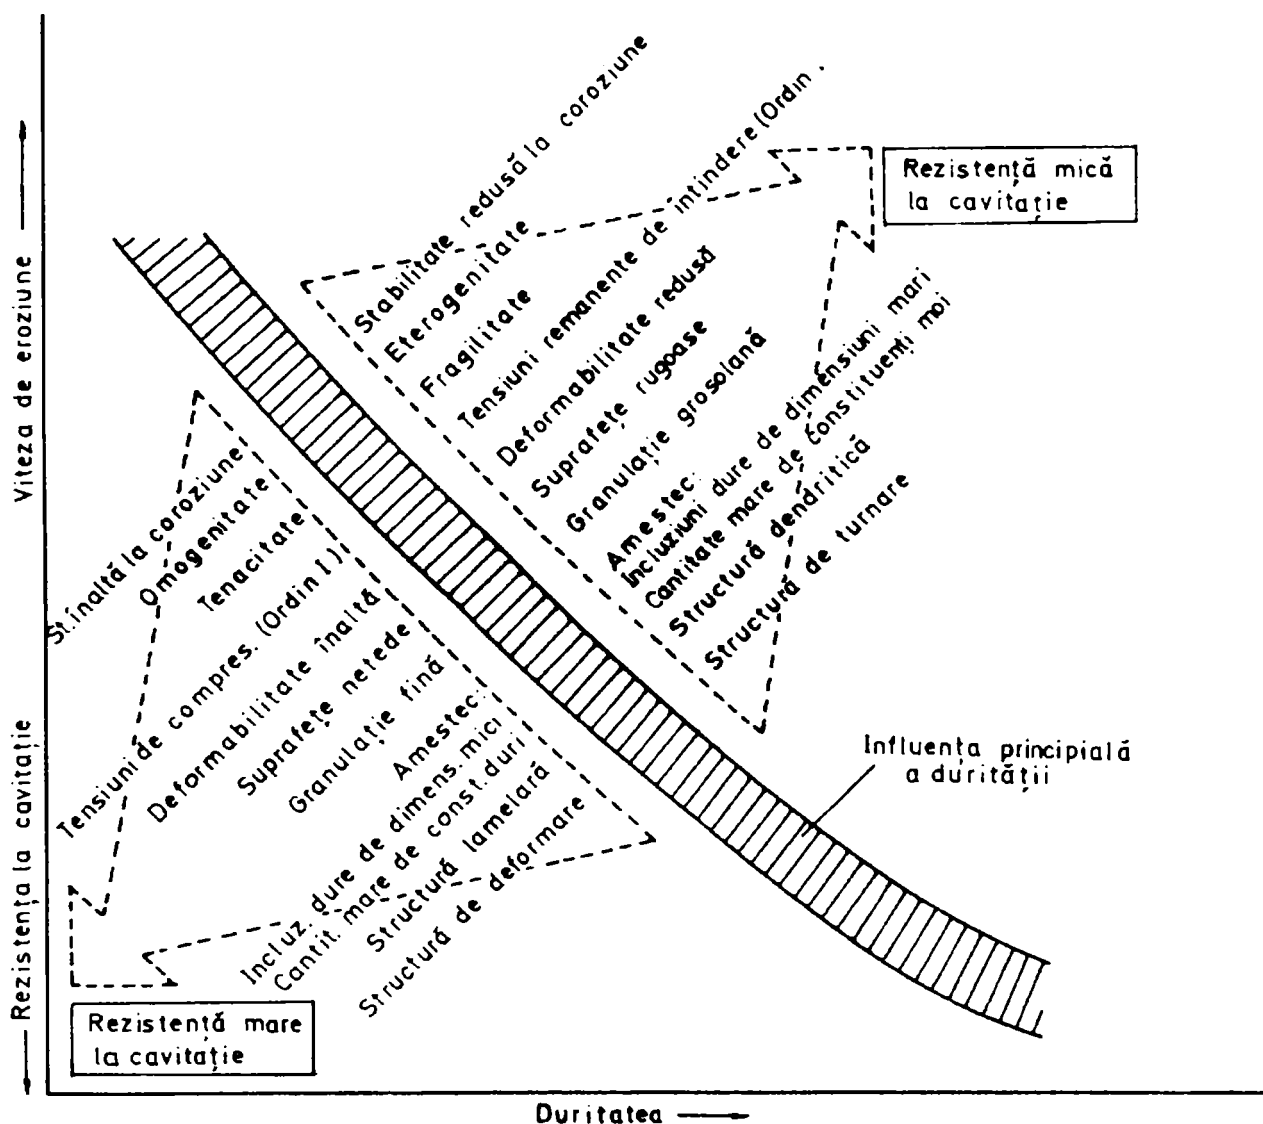 Viteza de eroziune
Rezistența la cavitație
Stabilitate redusă la coroziune
Eterogenitate
Fragilitate
Tensiuni remanente de intindere (Ordin .
Deformabilitate redusă
Suprafețe rugoase
Granulație grosolană
Amestec:
Incluziuni dure de dimensiuni mari
Cantitate mare de constituenți moi
Structură dendritică
Structură de turnare
Rezistență mică
la cavitație
St. înaltă la coroziune
Omogenitate
Tenacitate
Tensiuni de compres. (Ordin 1)
Deformabilitate înaltă
Suprafețe netede
Granulație fină
Amestec:
Incluz. dure de dimens. mici
Cantit. mare de const. duri
Structură lamelară
Structură de deformare
Rezistență mare
la cavitație
Influența principială
a durității
Duritatea